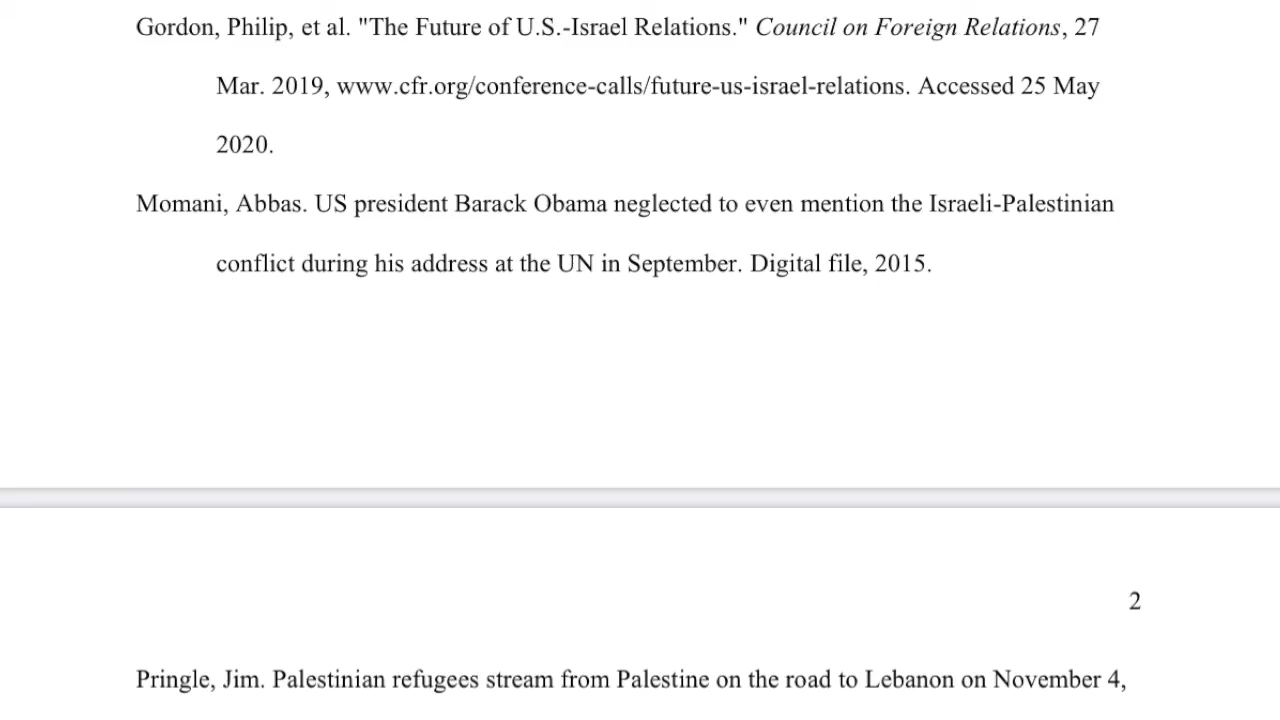 Gordon, Philip, et al. "The Future of U.S.-Israel Relations." Council on Foreign Relations, 27
Mar. 2019, www.cfr.org/conference-calls/future-us-israel-relations. Accessed 25 May
2020.
Momani, Abbas. US president Barack Obama neglected to even mention the Israeli-Palestinian
conflict during his address at the UN in September. Digital file, 2015.
2
Pringle, Jim. Palestinian refugees stream from Palestine on the road to Lebanon on November 4,